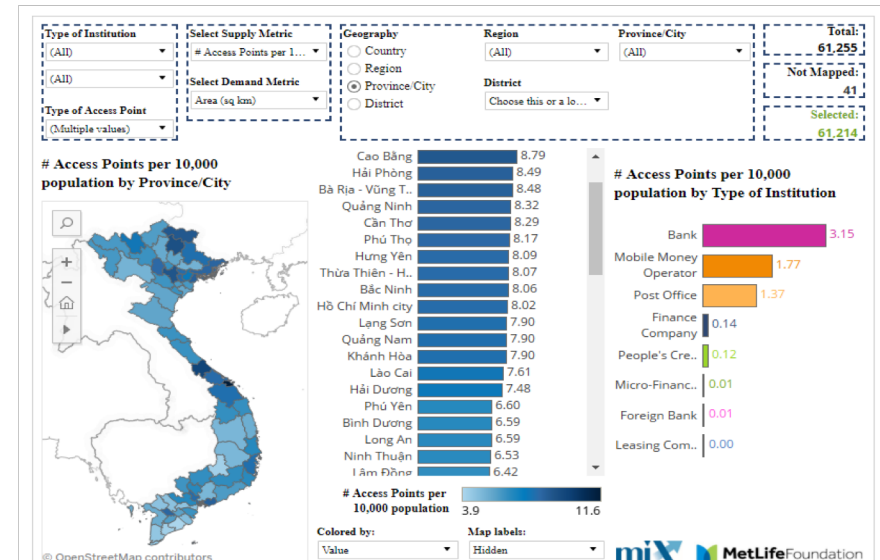 Type of Institution
(All)
(All)
Type of Access Point
(Multiple values)
Select Supply Metric
# Access Points per 1...
Select Demand Metric
Area (sq km)
Geography
Country
Region
Province/City
District
Region
(All)
District
Choose this or a lo...
Province/City
(All)
Total:
61,255
Not Mapped:
41
Selected:
61,214
# Access Points per 10,000
population by Province/City
© OpenStreetMap contributors
Cao Bằng 8.79
Hải Phòng 8.49
Bà Rịa - Vũng T.. 8.48
Quảng Ninh 8.32
Cần Thơ 8.29
Phú Thọ 8.17
Hưng Yên 8.09
Thừa Thiên - H.. 8.07
Bắc Ninh 8.06
Hồ Chí Minh city 8.02
Lạng Sơn 7.90
Quảng Nam 7.90
Khánh Hòa 7.90
Lào Cai 7.61
Hải Dương 7.48
Phú Yên 6.60
Bình Dương 6.59
Long An 6.59
Ninh Thuận 6.53
Lâm Đồng 6.42
# Access Points per
10,000 population
3.9 11.6
Colored by:
Value
Map labels:
Hidden
# Access Points per 10,000
population by Type of Institution
Bank 3.15
Mobile Money
Operator 1.77
Post Office 1.37
Finance
Company 0.14
People's Cre.. 0.12
Micro-Financ.. 0.01
Foreign Bank 0.01
Leasing Com.. 0.00
miX MetLifeFoundation